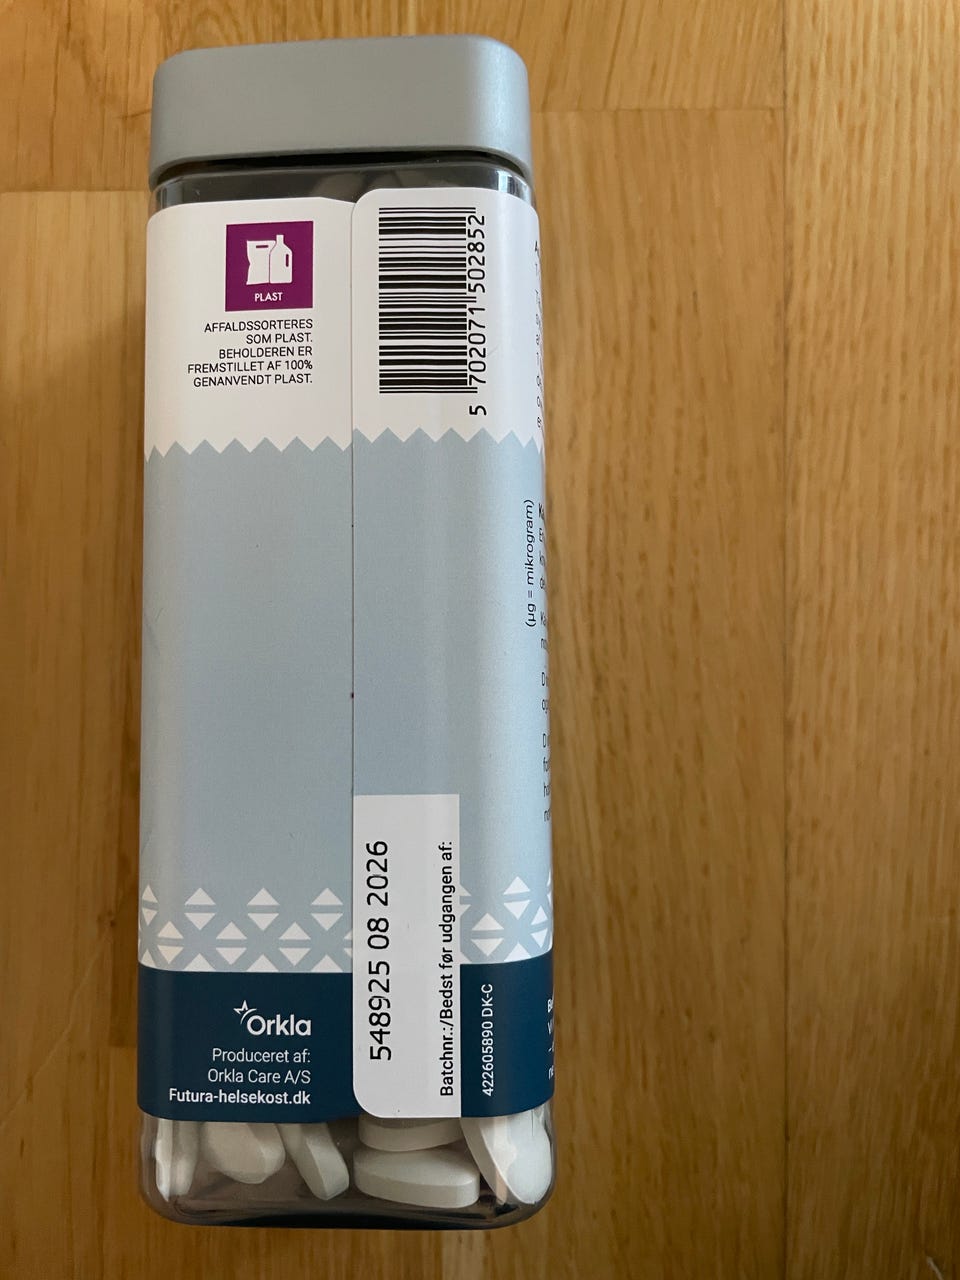 PLAST
AFFALDSSORTERES
SOM PLAST.
BEHOLDEREN ER
FREMSTILLET AF 100%
GENANVENDT PLAST.
5 702071 502852
(µg = mikrogram)
548925 08 2026
Batchnr.:/Bedst før udgangen af:
422605890 DK-C
Orkla
Produceret af:
Orkla Care A/S
Futura-helsekost.dk